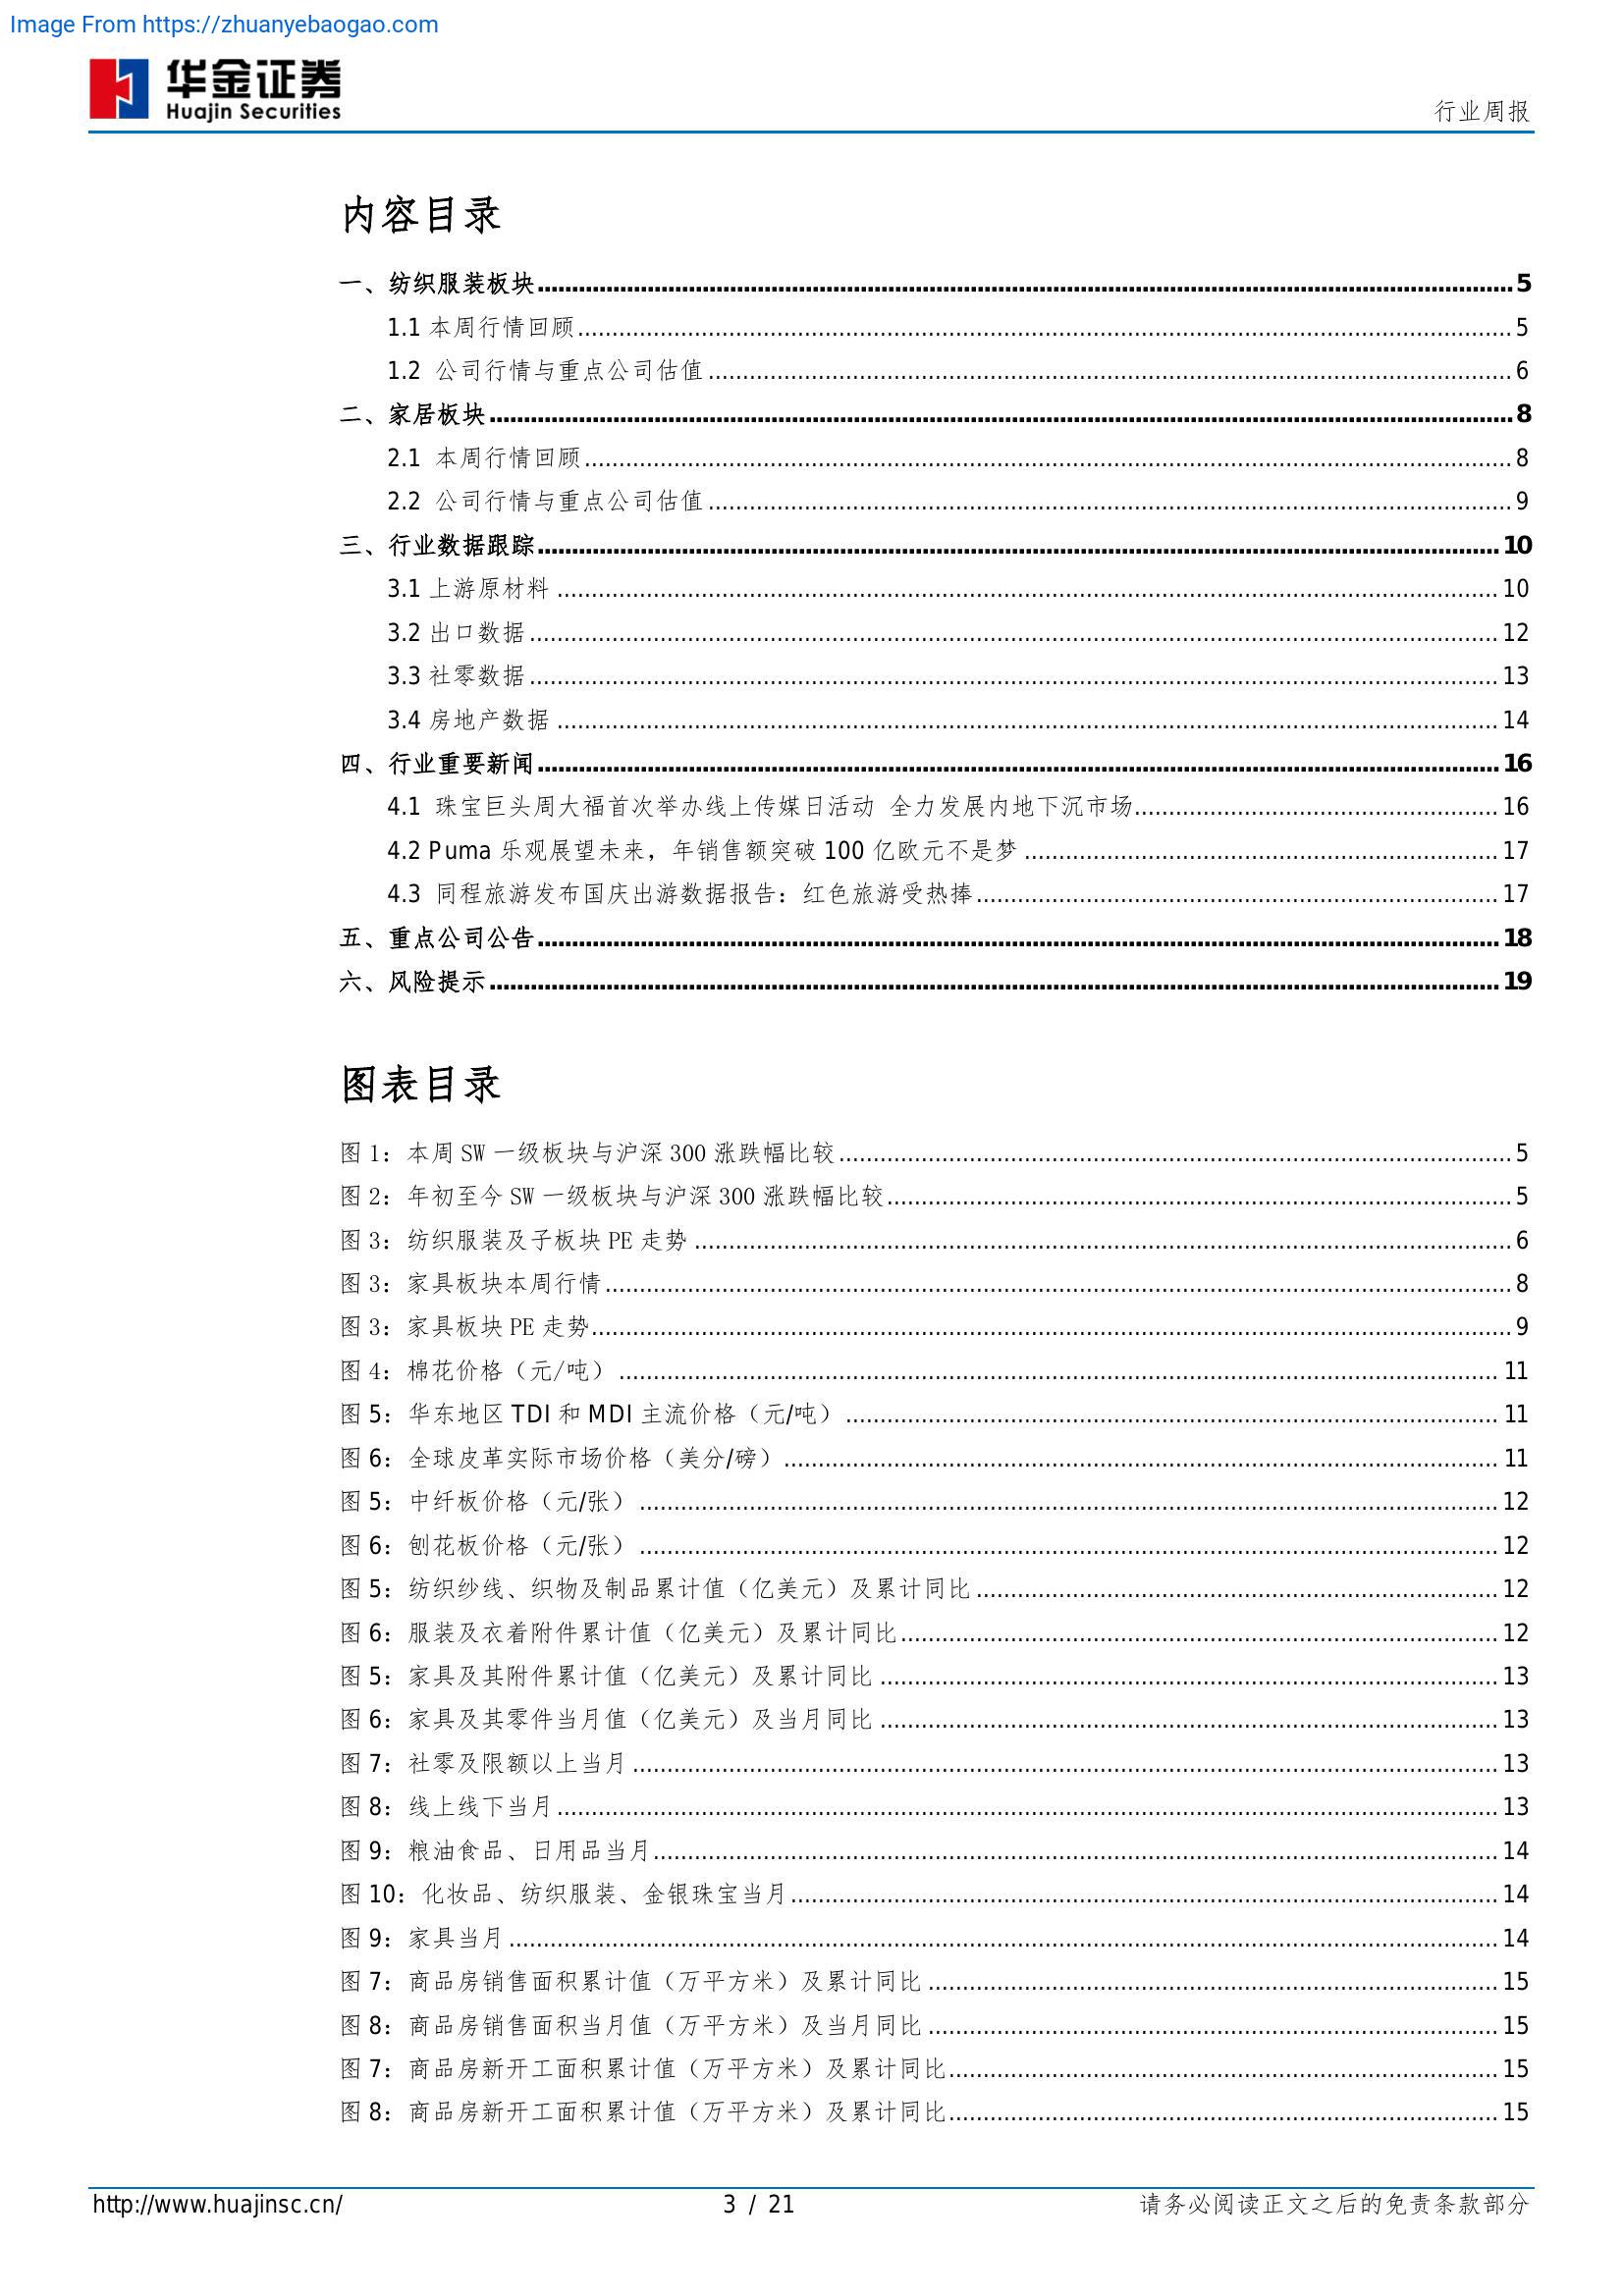 Image From https://zhuanyebaogao.com
华金证券
Huajin Securities
行业周报
内容目录
一、纺织服装板块 5
1.1 本周行情回顾 5
1.2 公司行情与重点公司估值 6
二、家居板块 8
2.1 本周行情回顾 8
2.2 公司行情与重点公司估值 9
三、行业数据跟踪 10
3.1 上游原材料 10
3.2 出口数据 12
3.3 社零数据 13
3.4 房地产数据 14
四、行业重要新闻 16
4.1 珠宝巨头周大福首次举办线上传媒日活动 全力发展内地下沉市场 16
4.2 Puma 乐观展望未来，年销售额突破 100 亿欧元不是梦 17
4.3 同程旅游发布国庆出游数据报告：红色旅游受热捧 17
五、重点公司公告 18
六、风险提示 19
图表目录
图 1：本周 SW 一级板块与沪深 300 涨跌幅比较 5
图 2：年初至今 SW 一级板块与沪深 300 涨跌幅比较 5
图 3：纺织服装及子板块 PE 走势 6
图 3：家具板块本周行情 8
图 3：家具板块 PE 走势 9
图 4：棉花价格（元/吨） 11
图 5：华东地区 TDI 和 MDI 主流价格（元/吨） 11
图 6：全球皮革实际市场价格（美分/磅） 11
图 5：中纤板价格（元/张） 12
图 6：刨花板价格（元/张） 12
图 5：纺织纱线、织物及制品累计值（亿美元）及累计同比 12
图 6：服装及衣着附件累计值（亿美元）及累计同比 12
图 5：家具及其附件累计值（亿美元）及累计同比 13
图 6：家具及其零件当月值（亿美元）及当月同比 13
图 7：社零及限额以上当月 13
图 8：线上线下当月 13
图 9：粮油食品、日用品当月 14
图 10：化妆品、纺织服装、金银珠宝当月 14
图 9：家具当月 14
图 7：商品房销售面积累计值（万平方米）及累计同比 15
图 8：商品房销售面积当月值（万平方米）及当月同比 15
图 7：商品房新开工面积累计值（万平方米）及累计同比 15
图 8：商品房新开工面积累计值（万平方米）及累计同比 15
http://www.huajinsc.cn/
3 / 21
请务必阅读正文之后的免责条款部分